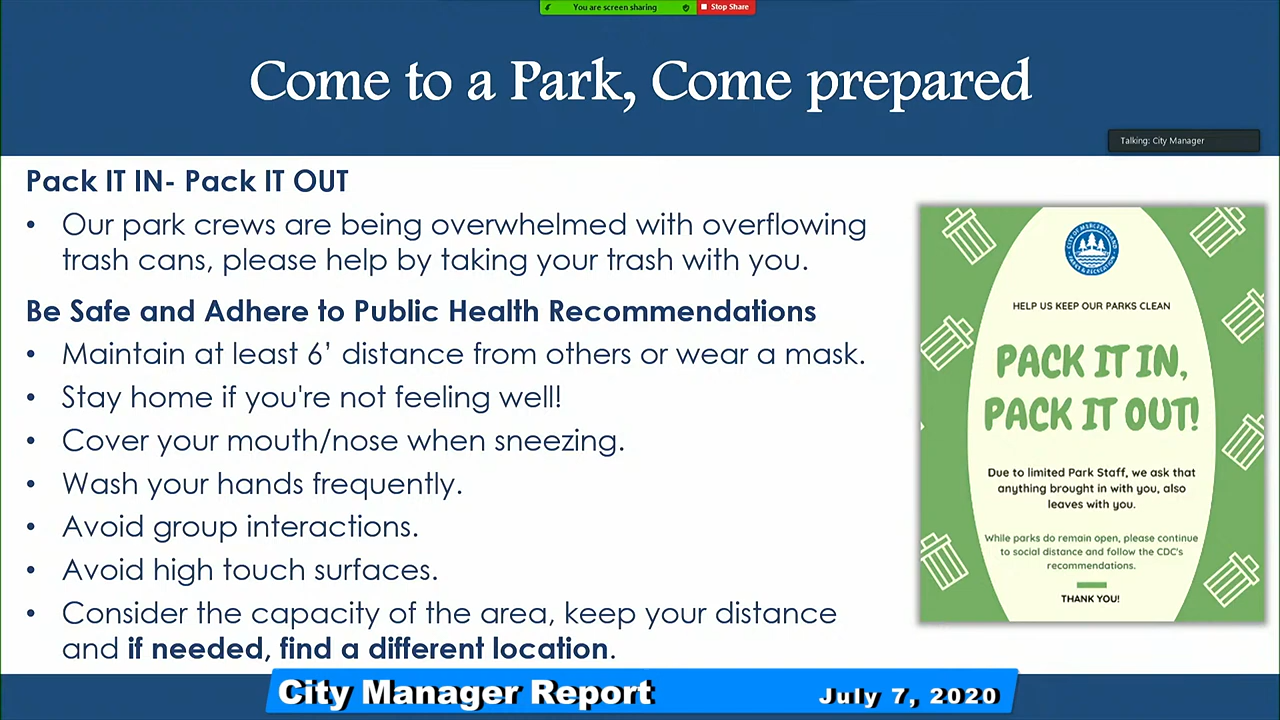 You are screen sharing
Stop Share
Come to a Park, Come prepared
Talking: City Manager
Pack IT IN- Pack IT OUT
• Our park crews are being overwhelmed with overflowing
trash cans, please help by taking your trash with you.
Be Safe and Adhere to Public Health Recommendations
• Maintain at least 6’ distance from others or wear a mask.
• Stay home if you're not feeling well!
• Cover your mouth/nose when sneezing.
• Wash your hands frequently.
• Avoid group interactions.
• Avoid high touch surfaces.
• Consider the capacity of the area, keep your distance
and if needed, find a different location.
CITY OF MERCER ISLAND
PARKS & RECREATION
HELP US KEEP OUR PARKS CLEAN
PACK IT IN,
PACK IT OUT!
Due to limited Park Staff, we ask that
anything brought in with you, also
leaves with you.
While parks do remain open, please continue
to social distance and follow the CDC's
recommendations.
THANK YOU!
City Manager Report
July 7, 2020